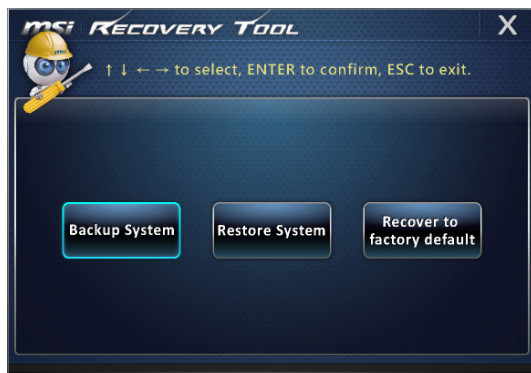 msi RECOVERY TOOL X
msi
↑ ↓ ← → to select, ENTER to confirm, ESC to exit.
Backup System
Restore System
Recover to
factory default